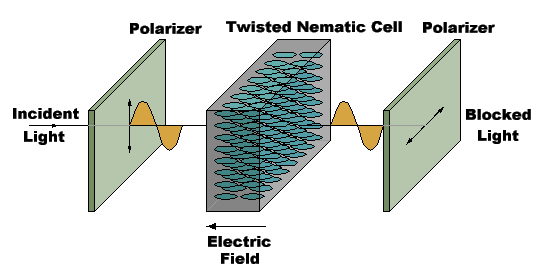 Polarizer
Twisted Nematic Cell
Polarizer
Incident
Light
Blocked
Light
Electric
Field